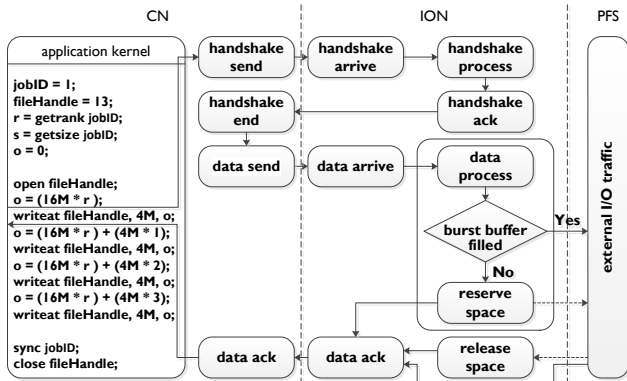 CN
ION
PFS
application kernel
jobID = 1;
fileHandle = 13;
r = getrank jobID;
s = getsize jobID;
o = 0;
open fileHandle;
o = (16M * r );
writeat fileHandle, 4M, o;
o = (16M * r) + (4M * 1);
writeat fileHandle, 4M, o;
o = (16M * r) + (4M * 2);
writeat fileHandle, 4M, o;
o = (16M * r) + (4M * 3);
writeat fileHandle, 4M, o;
sync jobID;
close fileHandle;
handshake
send
handshake
arrive
handshake
process
handshake
end
handshake
ack
data send
data arrive
data
process
burst buffer
filled
Yes
No
reserve
space
data ack
data ack
release
space
external I/O traffic